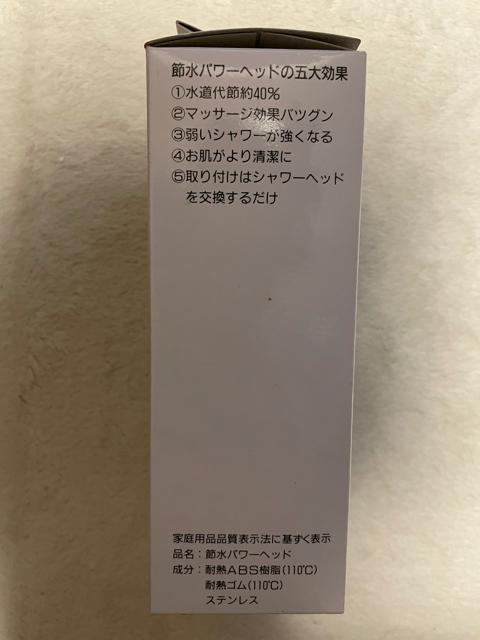 節水パワーヘッドの五大効果
①水道代節約40%
②マッサージ効果バツグン
③弱いシャワーが強くなる
④お肌がより清潔に
⑤取り付けはシャワーヘッド
を交換するだけ
家庭用品品質表示法に基ずく表示
品名：節水パワーヘッド
成分：耐熱ABS樹脂(110℃)
耐熱ゴム(110℃)
ステンレス